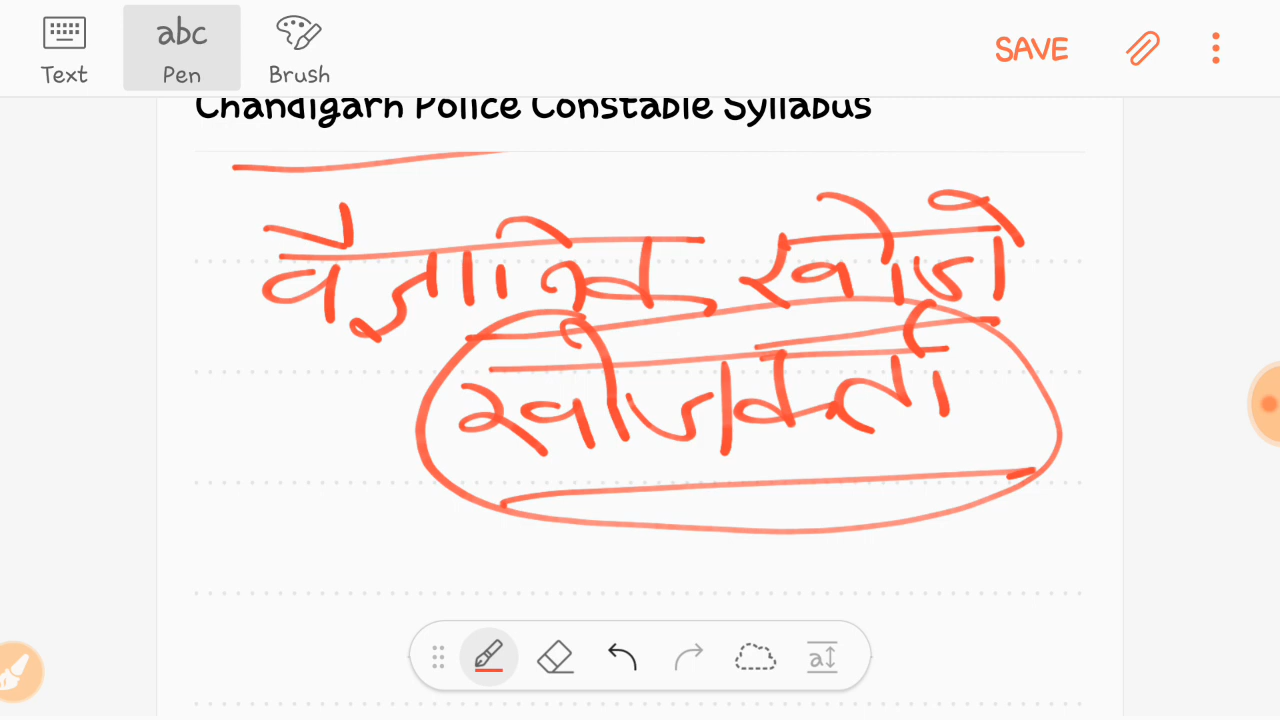 Text
abc
Pen
Brush
SAVE
Chandigarh Police Constable Syllabus
वैज्ञानिक खोजें
खोजकर्ता
a